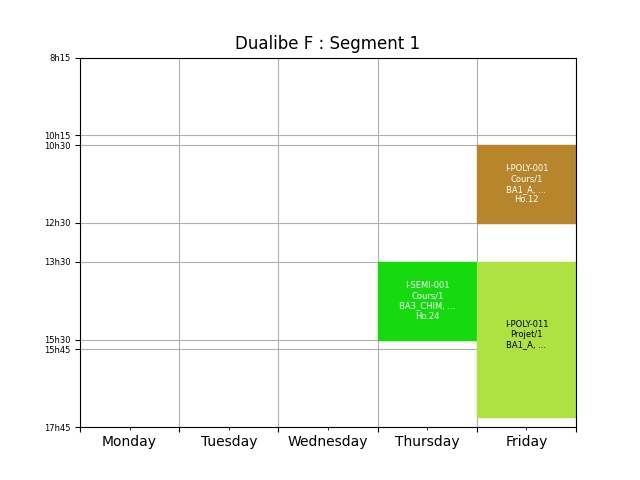 Dualibe F : Segment 1
8h15
10h15
10h30
I-POLY-001
Cours/1
BA1_A, ...
Ho.12
12h30
13h30
I-SEMI-001
Cours/1
BA3_CHIM, ...
Ho.24
I-POLY-011
Projet/1
BA1_A, ...
15h30
15h45
17h45
Monday Tuesday Wednesday Thursday Friday